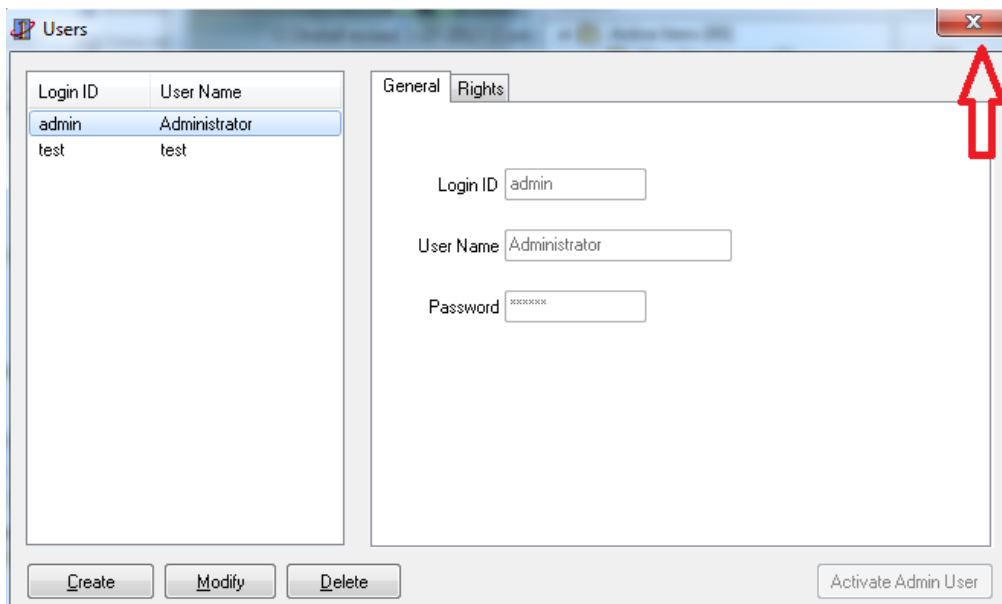 Users
x
Login ID User Name
admin Administrator
test test
General Rights
Login ID admin
User Name Administrator
Password xxxxxx
Create Modify Delete Activate Admin User